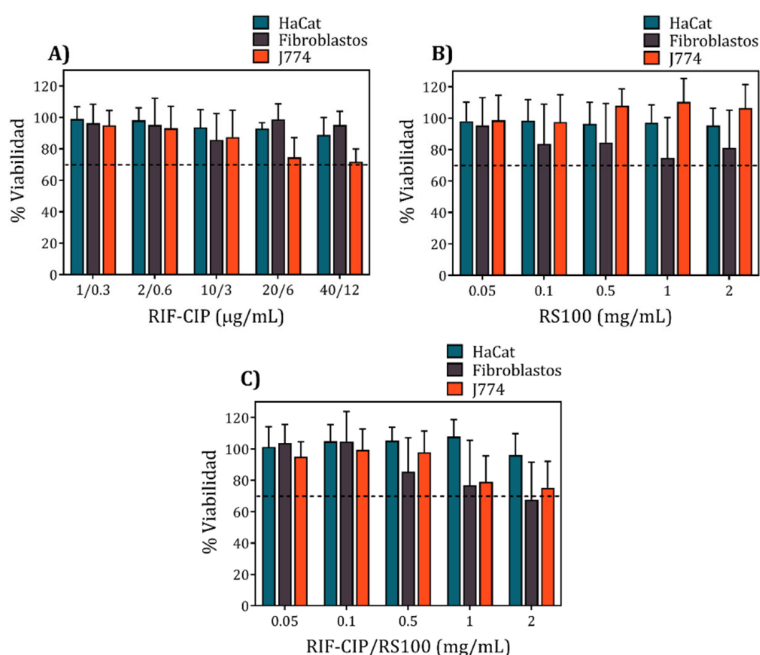 A)
HaCat
Fibroblastos
J774
% Viabilidad
120
100
80
60
40
20
0
1/0.3 2/0.6 10/3 20/6 40/12
RIF-CIP (µg/mL)
B)
HaCat
Fibroblastos
J774
% Viabilidad
120
100
80
60
40
20
0
0.05 0.1 0.5 1 2
RS100 (mg/mL)
C)
HaCat
Fibroblastos
J774
% Viabilidad
120
100
80
60
40
20
0
0.05 0.1 0.5 1 2
RIF-CIP/RS100 (mg/mL)